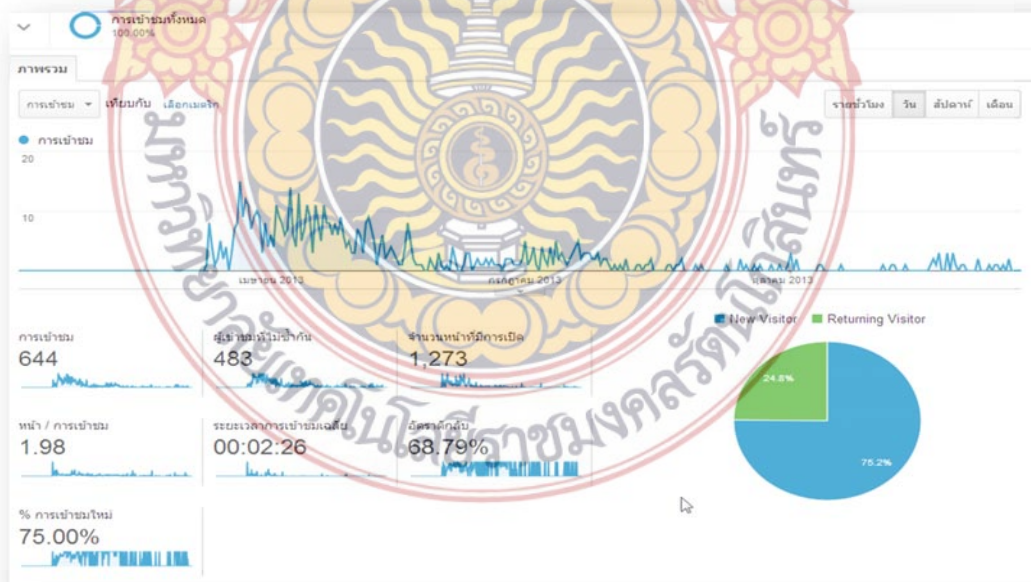 การเข้าชมทั้งหมด
100.00%
ภาพรวม
การเข้าชม เทียบกับ เลือกเมตริก
รายชั่วโมง วัน สัปดาห์ เดือน
การเข้าชม
20
10
เมษายน 2013 กรกฎาคม 2013 ตุลาคม 2013
New Visitor Returning Visitor
การเข้าชม
644
ผู้เข้าชมที่ไม่ซ้ำกัน
483
จำนวนหน้าที่มีการเปิด
1,273
หน้า / การเข้าชม
1.98
ระยะเวลาการเข้าชมเฉลี่ย
00:02:26
อัตราตีกลับ
68.79%
% การเข้าชมใหม่
75.00%
24.8%
75.2%
มหาวิทยาลัยเทคโนโลยีราชมงคลรัตนโกสินทร์